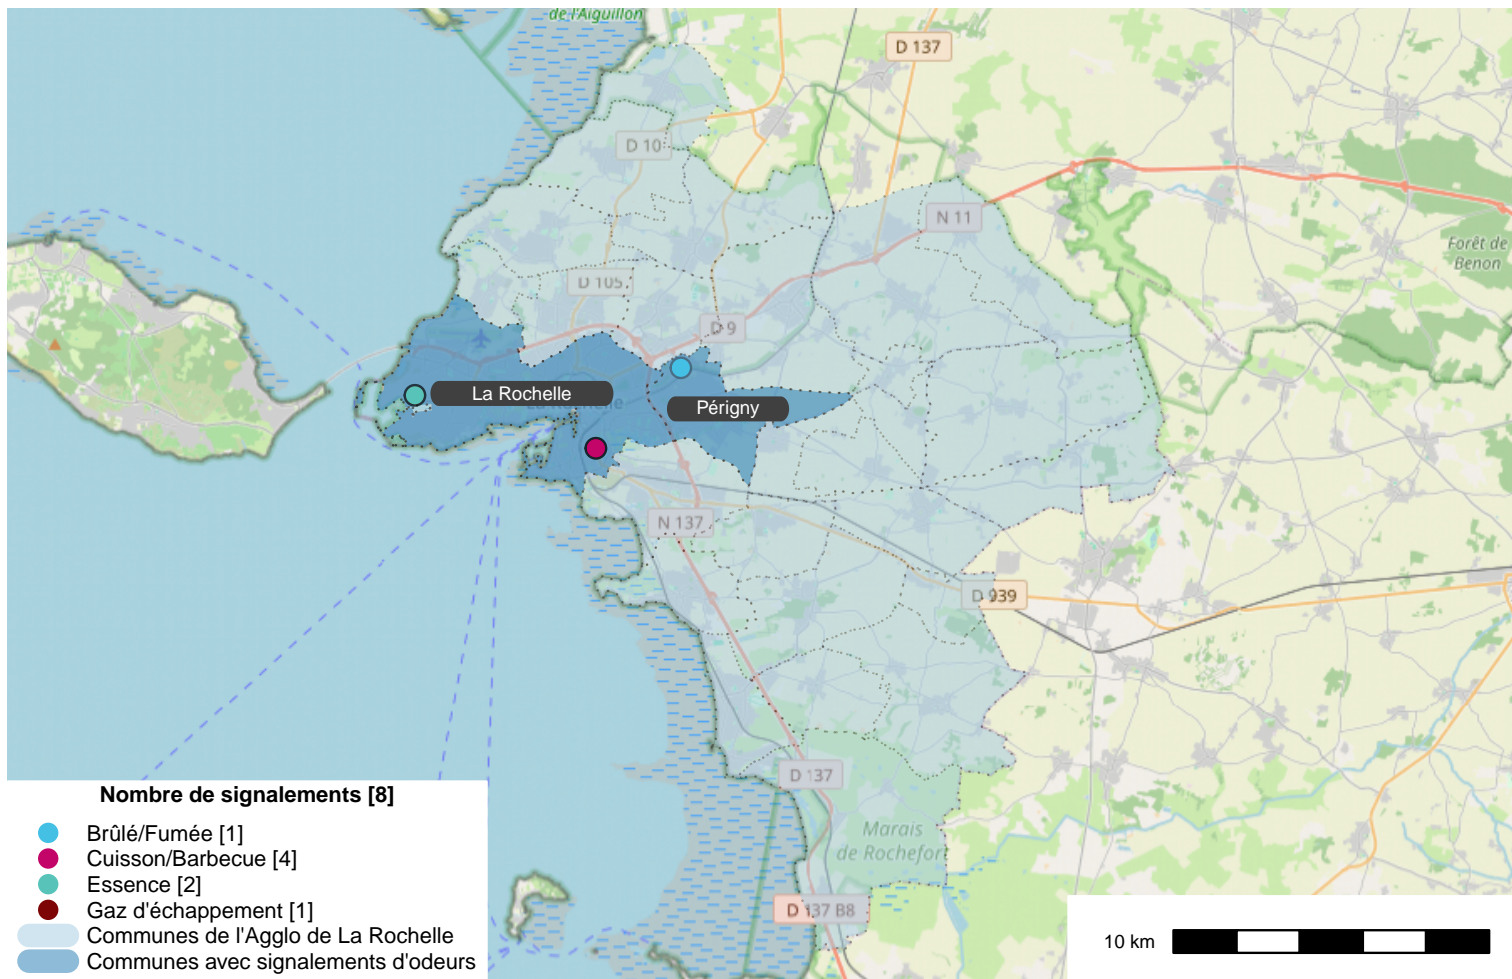 de l'Aiguillon
D 137
D 10
N 11
Forêt de
Benon
D 105
D 9
La Rochelle
Périgny
N 137
D 939
D 137
Marais
de Rochefort
D 137 B8
Nombre de signalements [8]
Brûlé/Fumée [1]
Cuisson/Barbecue [4]
Essence [2]
Gaz d'échappement [1]
Communes de l'Agglo de La Rochelle
Communes avec signalements d'odeurs
10 km